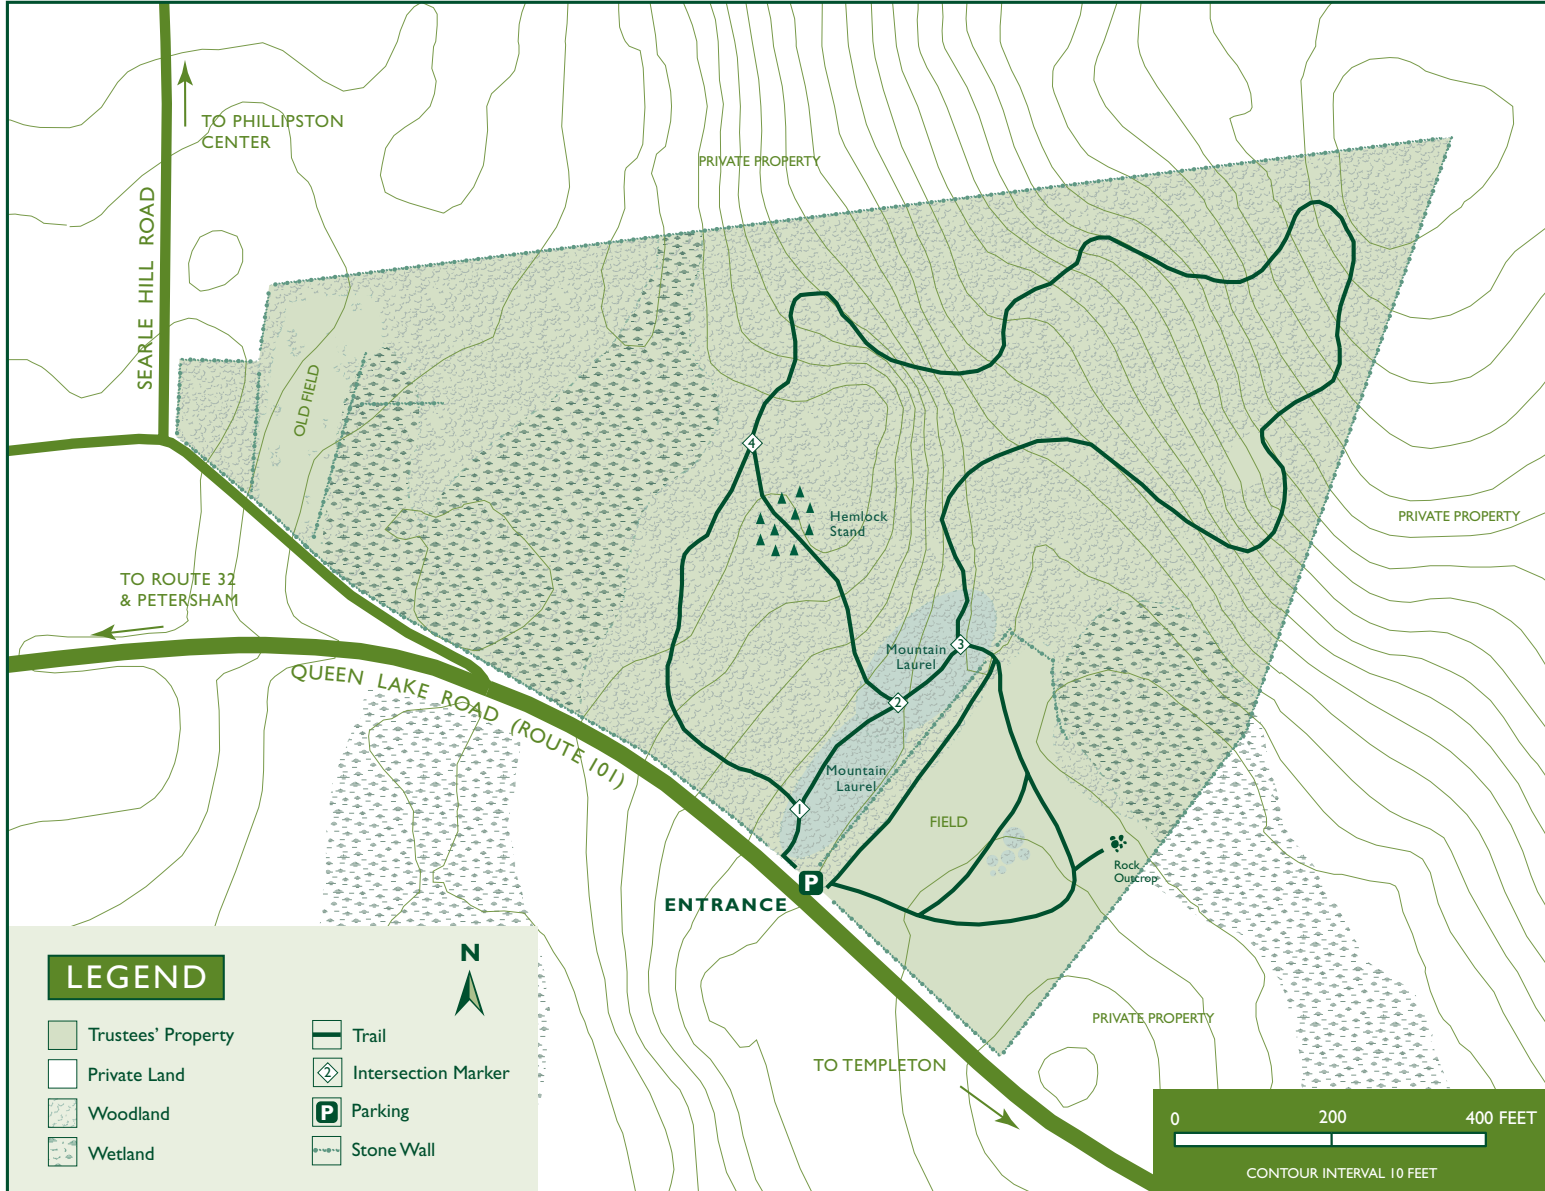 TO PHILLIPSTON
CENTER
PRIVATE PROPERTY
SEARLE HILL ROAD
OLD FIELD
4
Hemlock
Stand
PRIVATE PROPERTY
TO ROUTE 32
& PETERSHAM
QUEEN LAKE ROAD (ROUTE 101)
3
Mountain
Laurel
2
Mountain
Laurel
1
FIELD
Rock
Outcrop
P
ENTRANCE
PRIVATE PROPERTY
TO TEMPLETON
LEGEND
N
Trustees' Property
Private Land
Woodland
Wetland
Trail
2 Intersection Marker
P Parking
Stone Wall
0 200 400 FEET
CONTOUR INTERVAL 10 FEET